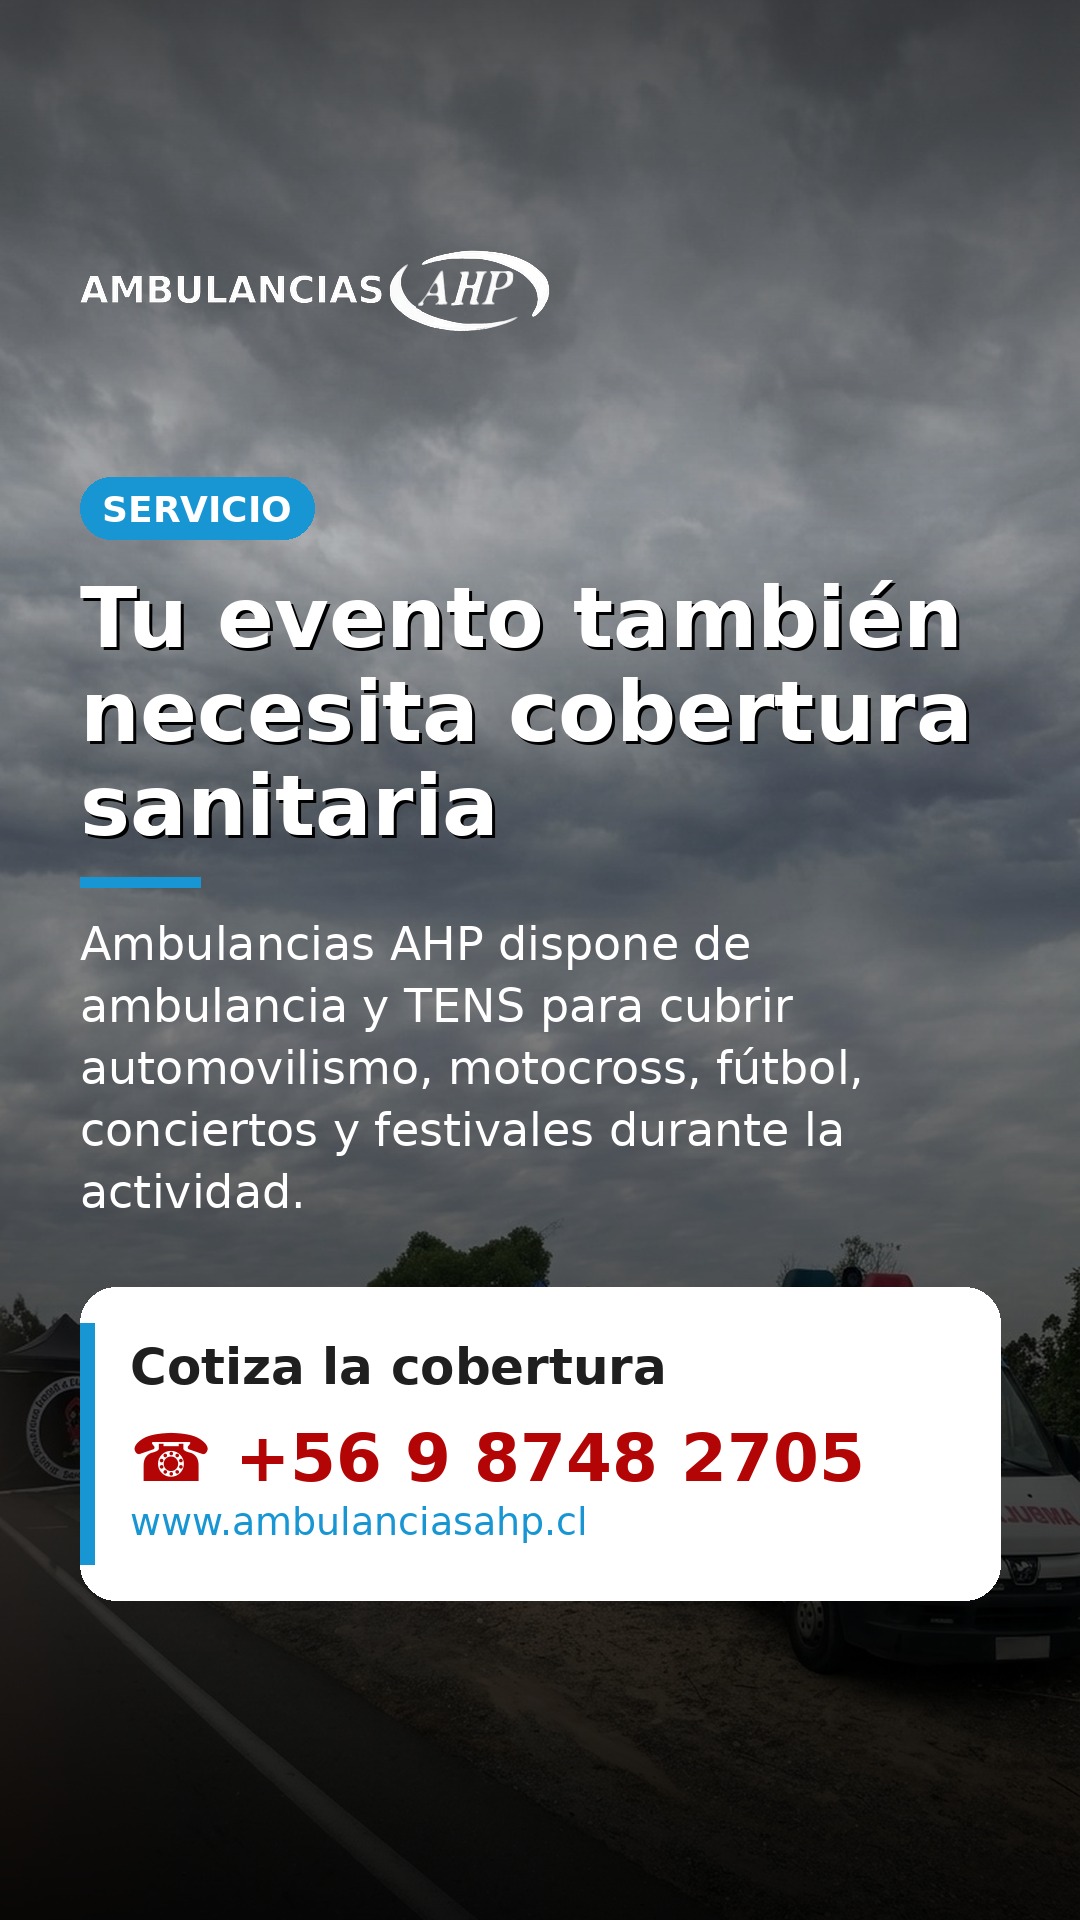 AMBULANCIAS AHP
SERVICIO
Tu evento también
necesita cobertura
sanitaria
Ambulancias AHP dispone de
ambulancia y TENS para cubrir
automovilismo, motocross, fútbol,
conciertos y festivales durante la
actividad.
Cotiza la cobertura
☎ +56 9 8748 2705
www.ambulanciasahp.cl